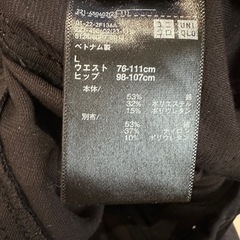 UNI
QLO
ベトナム製
L
ウエスト 76-111cm
ヒップ 98-107cm
本体/
53% 綿
32% ポリエステル
15% ポリウレタン
別布/
53%
37% ナイロン
10% ポリウレタン